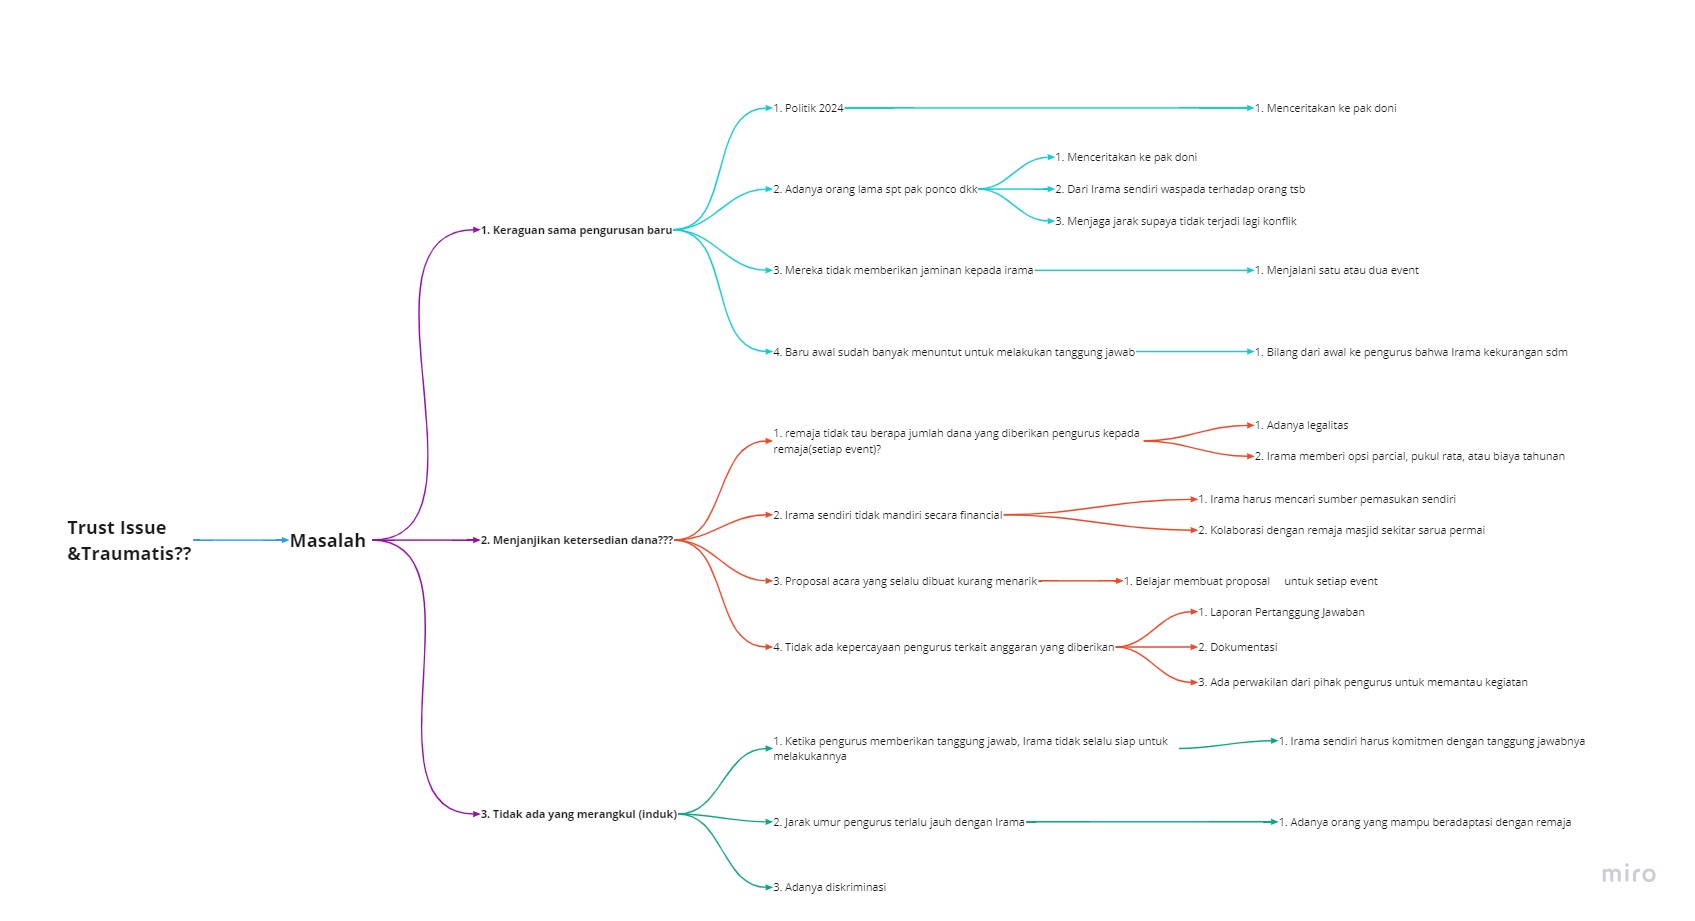 Trust Issue
&Traumatis??
Masalah
1. Keraguan sama pengurusan baru
1. Politik 2024
1. Menceritakan ke pak doni
2. Adanya orang lama spt pak ponco dkk
1. Menceritakan ke pak doni
2. Dari Irama sendiri waspada terhadap orang tsb
3. Menjaga jarak supaya tidak terjadi lagi konflik
3. Mereka tidak memberikan jaminan kepada irama
1. Menjalani satu atau dua event
4. Baru awal sudah banyak menuntut untuk melakukan tanggung jawab
1. Bilang dari awal ke pengurus bahwa Irama kekurangan sdm
2. Menjanjikan ketersedian dana???
1. remaja tidak tau berapa jumlah dana yang diberikan pengurus kepada
remaja(setiap event)?
1. Adanya legalitas
2. Irama memberi opsi parcial, pukul rata, atau biaya tahunan
2. Irama sendiri tidak mandiri secara financial
1. Irama harus mencari sumber pemasukan sendiri
2. Kolaborasi dengan remaja masjid sekitar sarua permai
3. Proposal acara yang selalu dibuat kurang menarik
1. Belajar membuat proposal untuk setiap event
4. Tidak ada kepercayaan pengurus terkait anggaran yang diberikan
1. Laporan Pertanggung Jawaban
2. Dokumentasi
3. Ada perwakilan dari pihak pengurus untuk memantau kegiatan
3. Tidak ada yang merangkul (induk)
1. Ketika pengurus memberikan tanggung jawab, Irama tidak selalu siap untuk
melakukannya
1. Irama sendiri harus komitmen dengan tanggung jawabnya
2. Jarak umur pengurus terlalu jauh dengan Irama
1. Adanya orang yang mampu beradaptasi dengan remaja
3. Adanya diskriminasi
miro